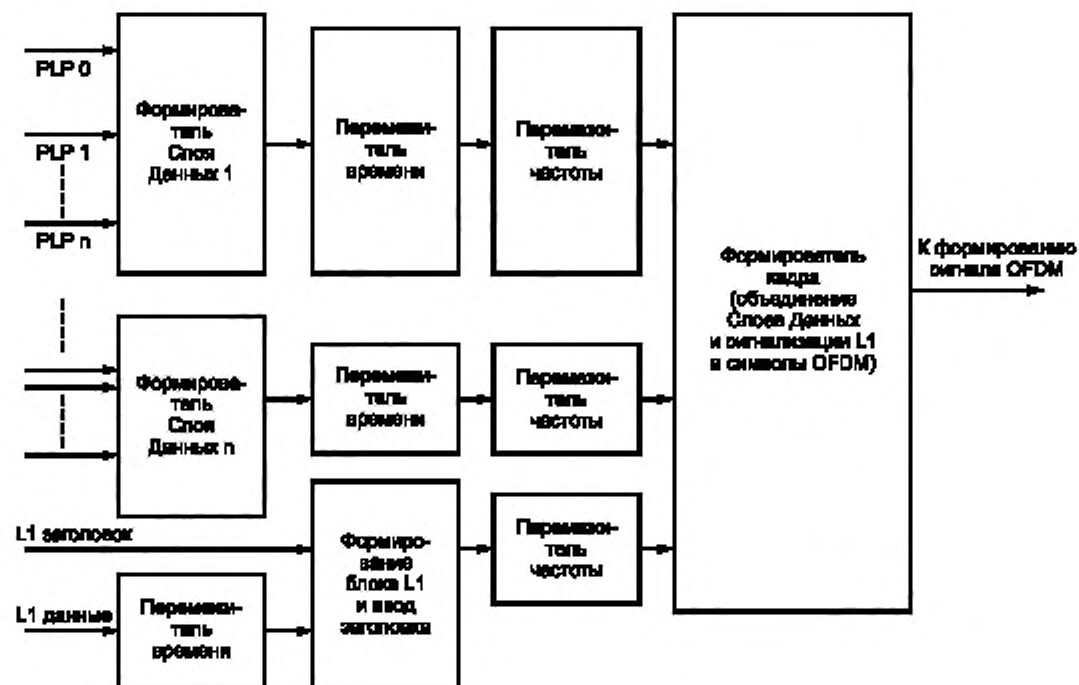 PLP 0
PLP 1
PLP n
Формирова-
тель
Слоя
Данных 1
Перемежи-
тель
времени
Перемежи-
тель
частоты
Формирователь
кадра
(объединение
Слоев Данных
и сигнализации L1
в символы OFDM)
К формированию
сигнала OFDM
Формирова-
тель
Слоя
Данных n
Перемежи-
тель
времени
Перемежи-
тель
частоты
L1 заголовок
L1 данные
Перемежи-
тель
времени
Формиро-
вание
блока L1
и ввод
заголовка
Перемежи-
тель
частоты